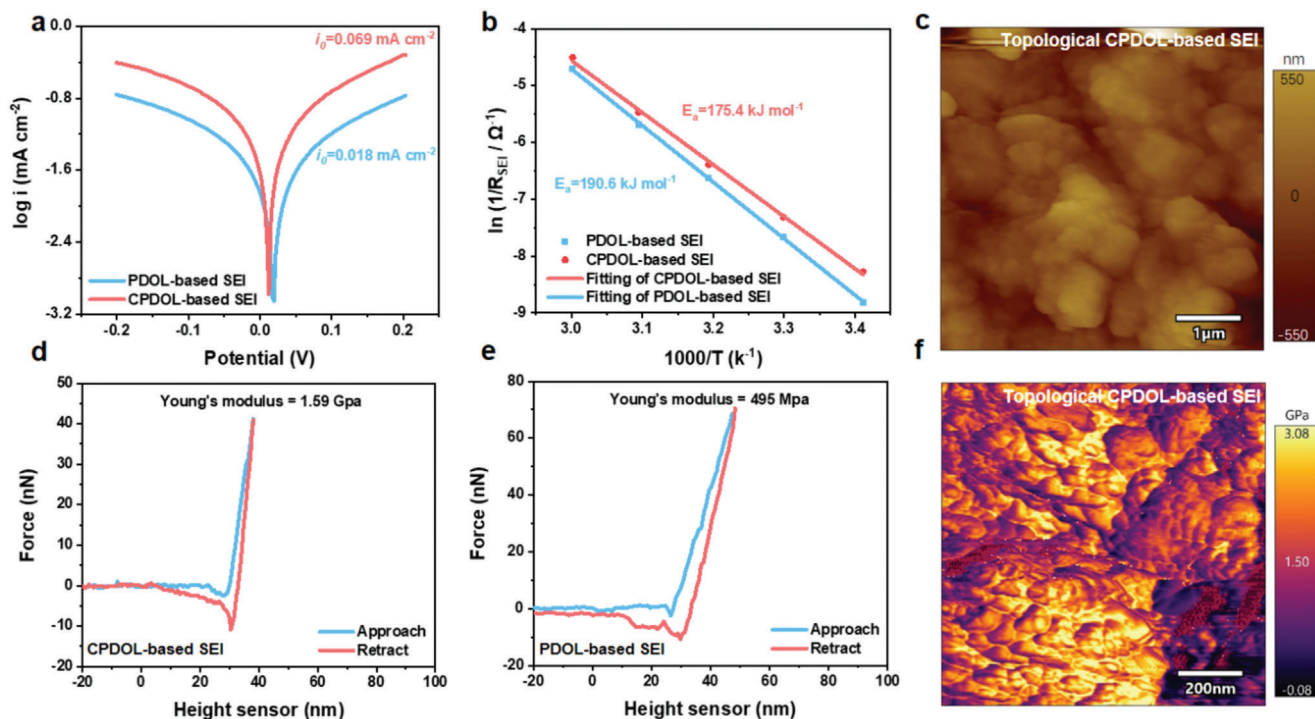 a
0.0
-0.8
-1.6
-2.4
-3.2
log i (mA cm⁻²)
i₀=0.069 mA cm⁻²
i₀=0.018 mA cm⁻²
PDOL-based SEI
CPDOL-based SEI
-0.2
-0.1
0.0
0.1
0.2
Potential (V)
b
-4
-5
-6
-7
-8
-9
ln (1/R_SEI / Ω⁻¹)
Eₐ=175.4 kJ mol⁻¹
Eₐ=190.6 kJ mol⁻¹
PDOL-based SEI
CPDOL-based SEI
Fitting of CPDOL-based SEI
Fitting of PDOL-based SEI
3.0
3.1
3.2
3.3
3.4
1000/T (k⁻¹)
c
Topological CPDOL-based SEI
1μm
nm
550
0
-550
d
50
40
30
20
10
0
-10
-20
Force (nN)
Young's modulus = 1.59 Gpa
Approach
Retract
CPDOL-based SEI
-20
0
20
40
60
80
100
Height sensor (nm)
e
80
60
40
20
0
-20
Force (nN)
Young's modulus = 495 Mpa
Approach
Retract
PDOL-based SEI
-20
0
20
40
60
80
100
Height sensor (nm)
f
Topological CPDOL-based SEI
200nm
GPa
3.08
1.50
-0.08